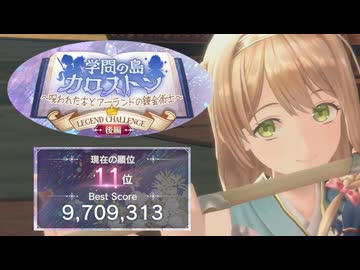 学問の島
カロストン
～呪われた本とアーランドの錬金術士～
LEGEND CHALLENGE
後編
現在の順位
11位
Best Score
9,709,313